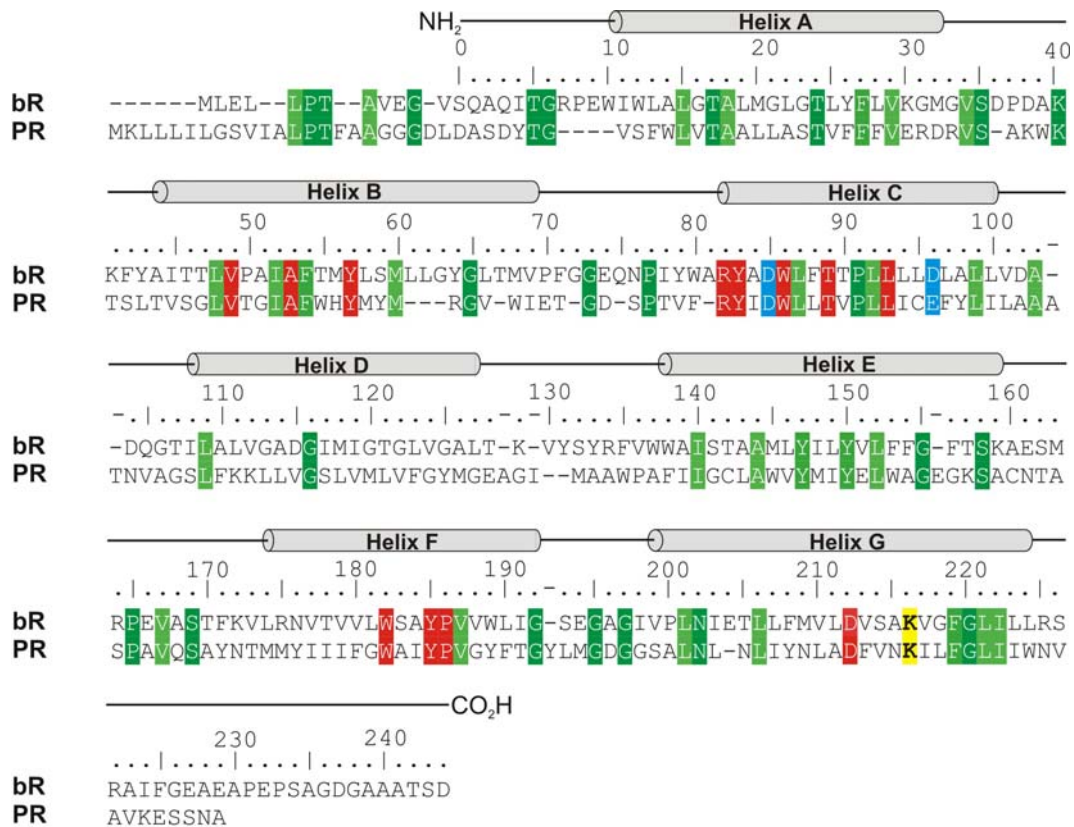 NH2 Helix A
0 10 20 30 40
bR ------MLEL--LPT--AVEG-VSQAQITGRPEWIWLALGTALMGLGTLYFLVKGMGVSDPDAK
PR MKLLLILGSVIALPTFAAGGGDLDASDYTG----VSFWLVTAALLASTVFFFVERDRVS-AKWK
Helix B Helix C
50 60 70 80 90 100
bR KFYAITTLVPAIAFTMYLSMLLGYGLTMVPFGGEQNPIYWARYADWLFTTPLLLLDLALLVDA-
PR TSLTVSGLVTGIAFWHYMYM---RGV-WIET-GD-SPTVF-RYIDWLLTVPLLICEFYLILAAA
Helix D Helix E
110 120 130 140 150 160
bR -DQGTILALVGADGIMIGTGLVGALT-K-VYSYRFVWWAISTAAMLYILYVLFFG-FTSKAESM
PR TNVAGSLFKKLLVGSLVMLVFGYMGEAGI--MAAWPAFIIGCLAWVYMIYELWAGEGKSACNTA
Helix F Helix G
170 180 190 200 210 220
bR RPEVASTFKVLRNVTVVLWSAYPVVWLIG-SEGAGIVPLNIETLLFMVLDVSAKVGFGLILLRS
PR SPAVQSAYNTMMYIIIFGWAIYPVGYFTGYLMGDGGSALNL-NLIYNLADFVNKILFGLIIWNV
CO2H
230 240
bR RAIFGEAEAPEPSAGDGAAATSD
PR AVKESSNA